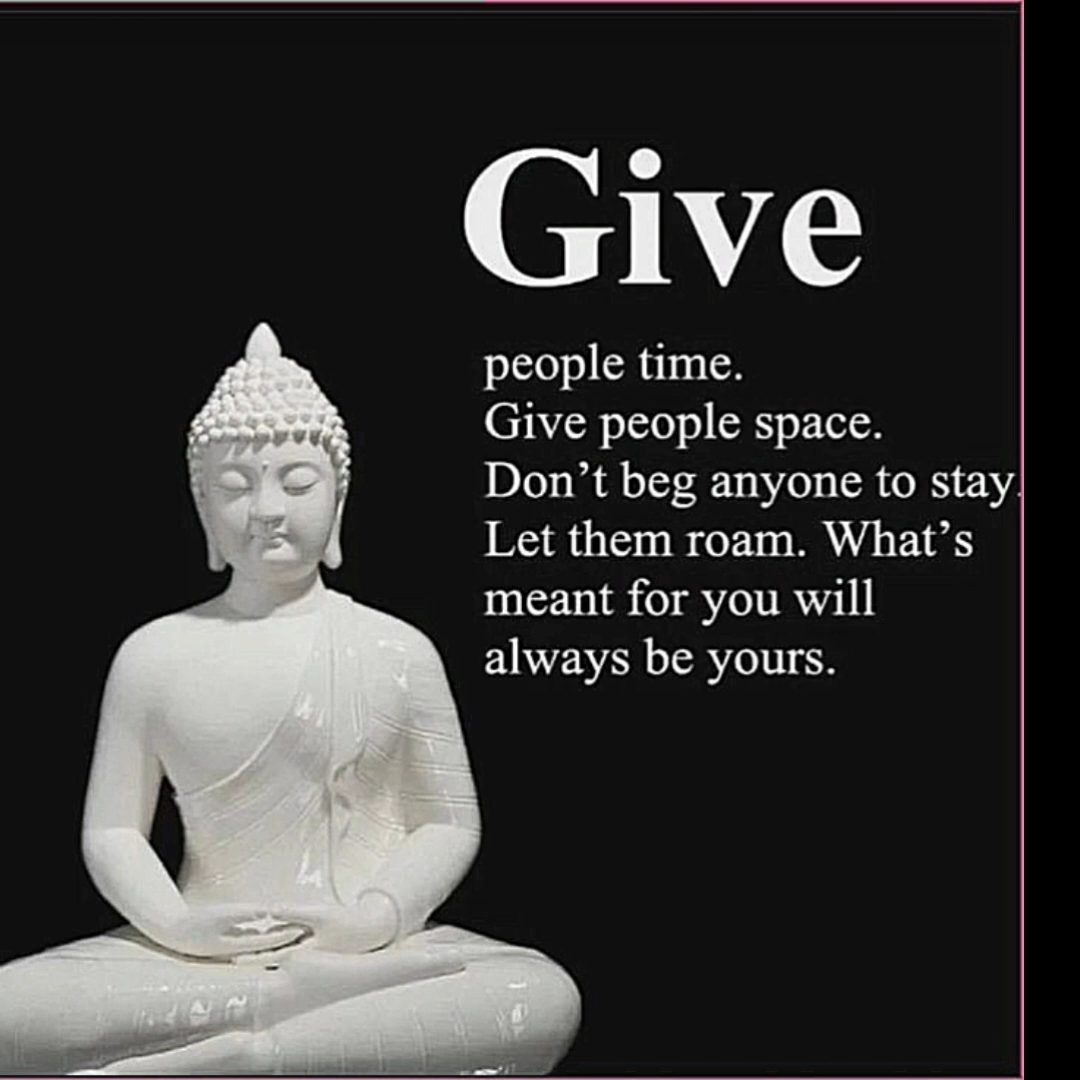 Give
people time.
Give people space.
Don’t beg anyone to stay.
Let them roam. What’s
meant for you will
always be yours.